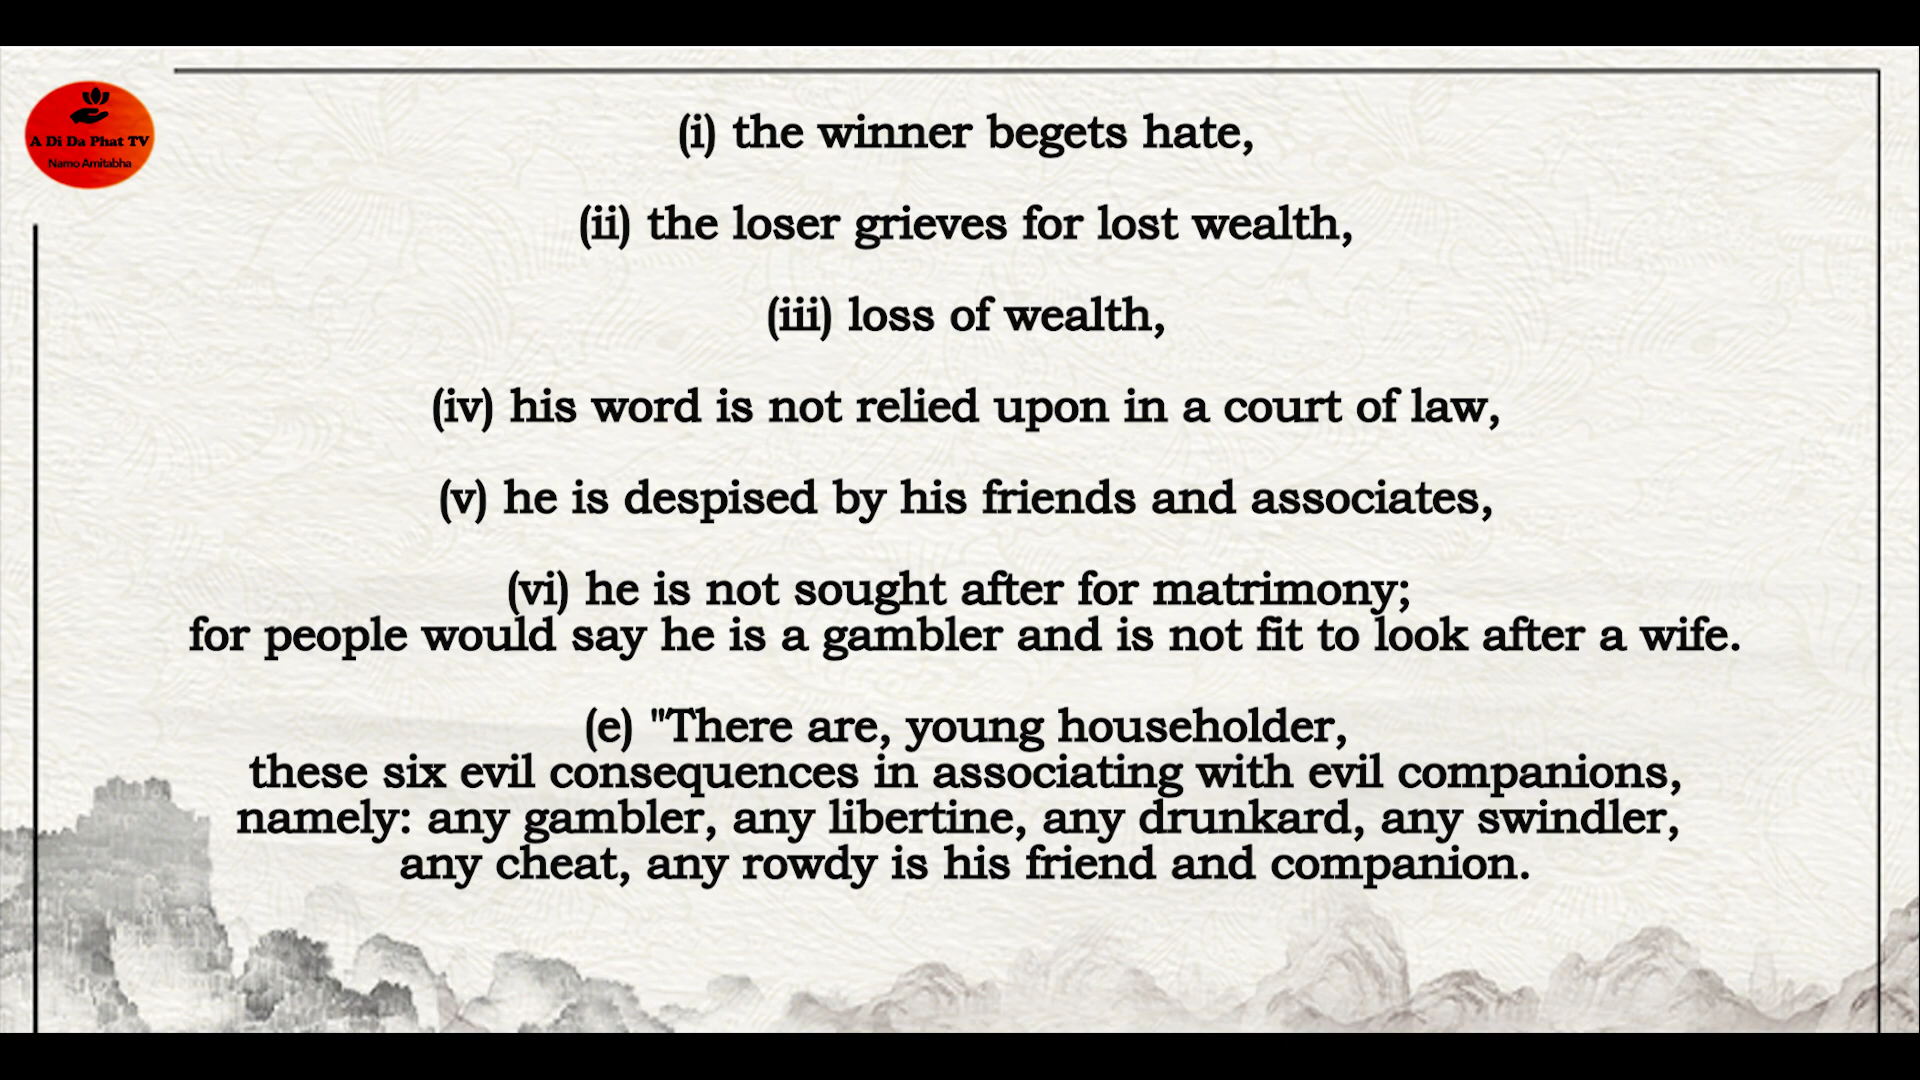 A Di Da Phat TV
Namo Amitabha
(i) the winner begets hate,
(ii) the loser grieves for lost wealth,
(iii) loss of wealth,
(iv) his word is not relied upon in a court of law,
(v) he is despised by his friends and associates,
(vi) he is not sought after for matrimony;
for people would say he is a gambler and is not fit to look after a wife.
(e) "There are, young householder,
these six evil consequences in associating with evil companions,
namely: any gambler, any libertine, any drunkard, any swindler,
any cheat, any rowdy is his friend and companion.